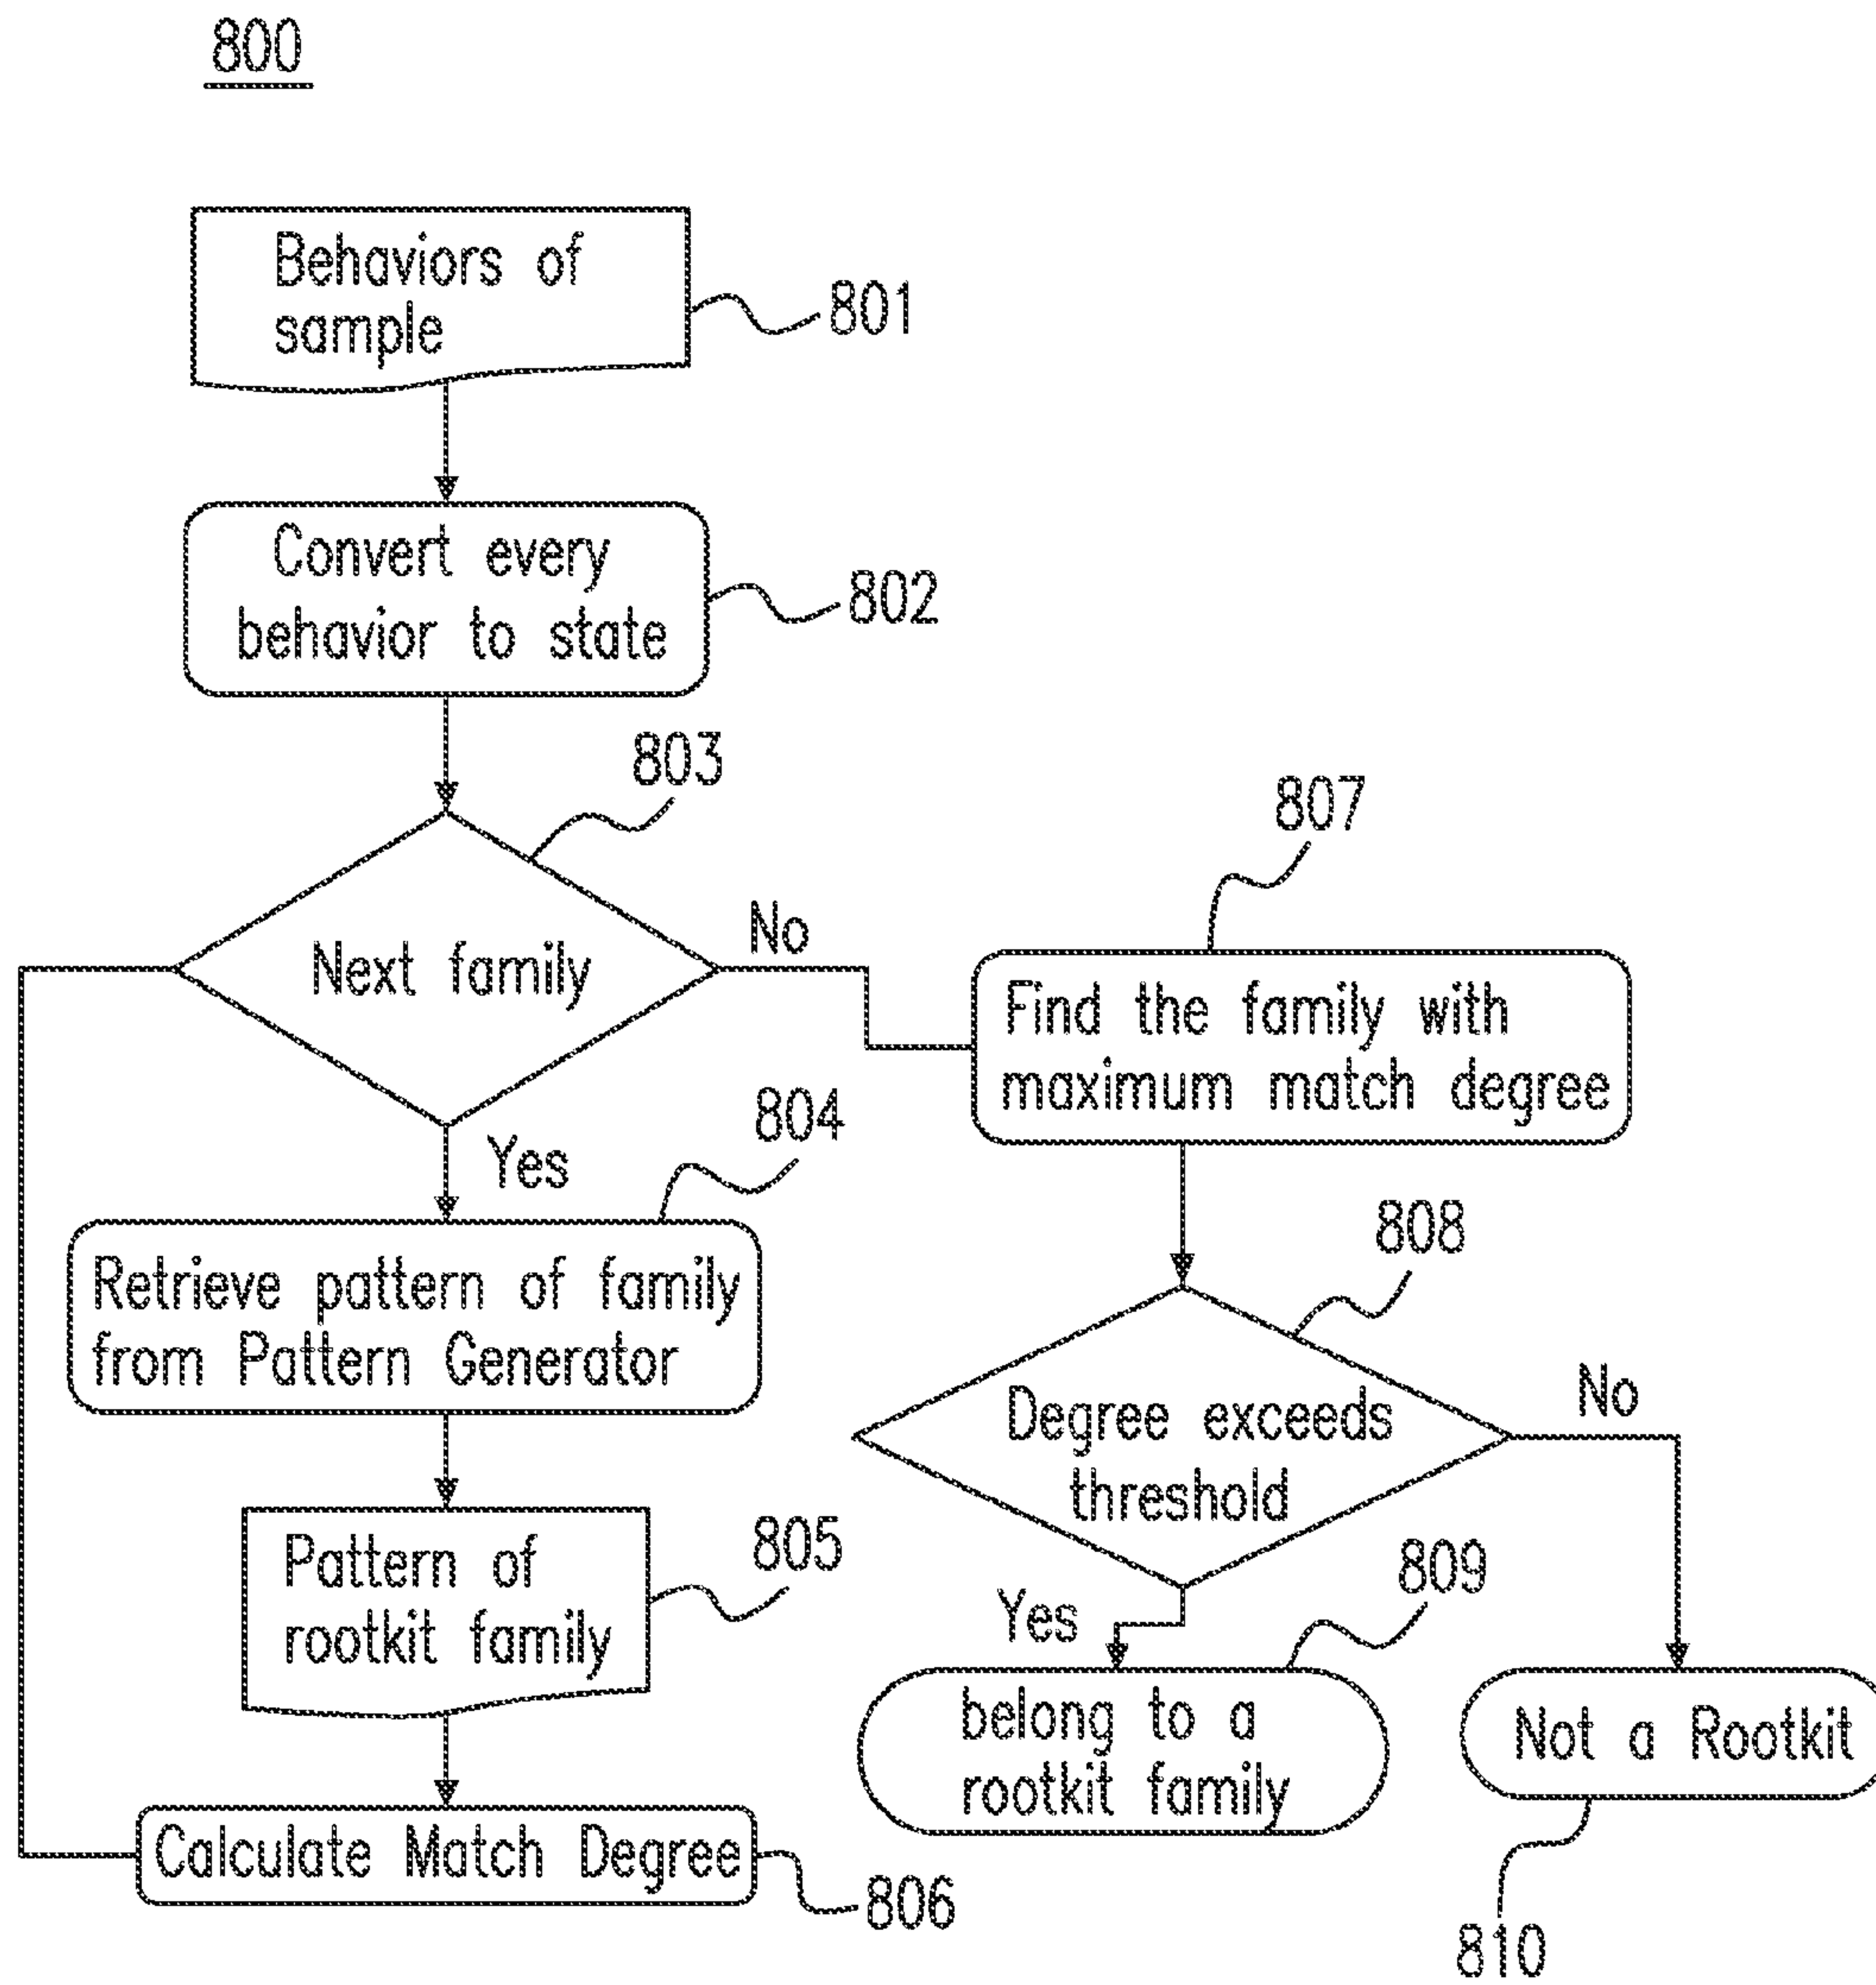 800
Behaviors of
sample
801
Convert every
behavior to state
802
803
Next family
No
Yes
804
Retrieve pattern of family
from Pattern Generator
Pattern of
rootkit family
805
Calculate Match Degree
806
807
Find the family with
maximum match degree
808
Degree exceeds
threshold
No
Yes
809
belong to a
rootkit family
Not a Rootkit
810